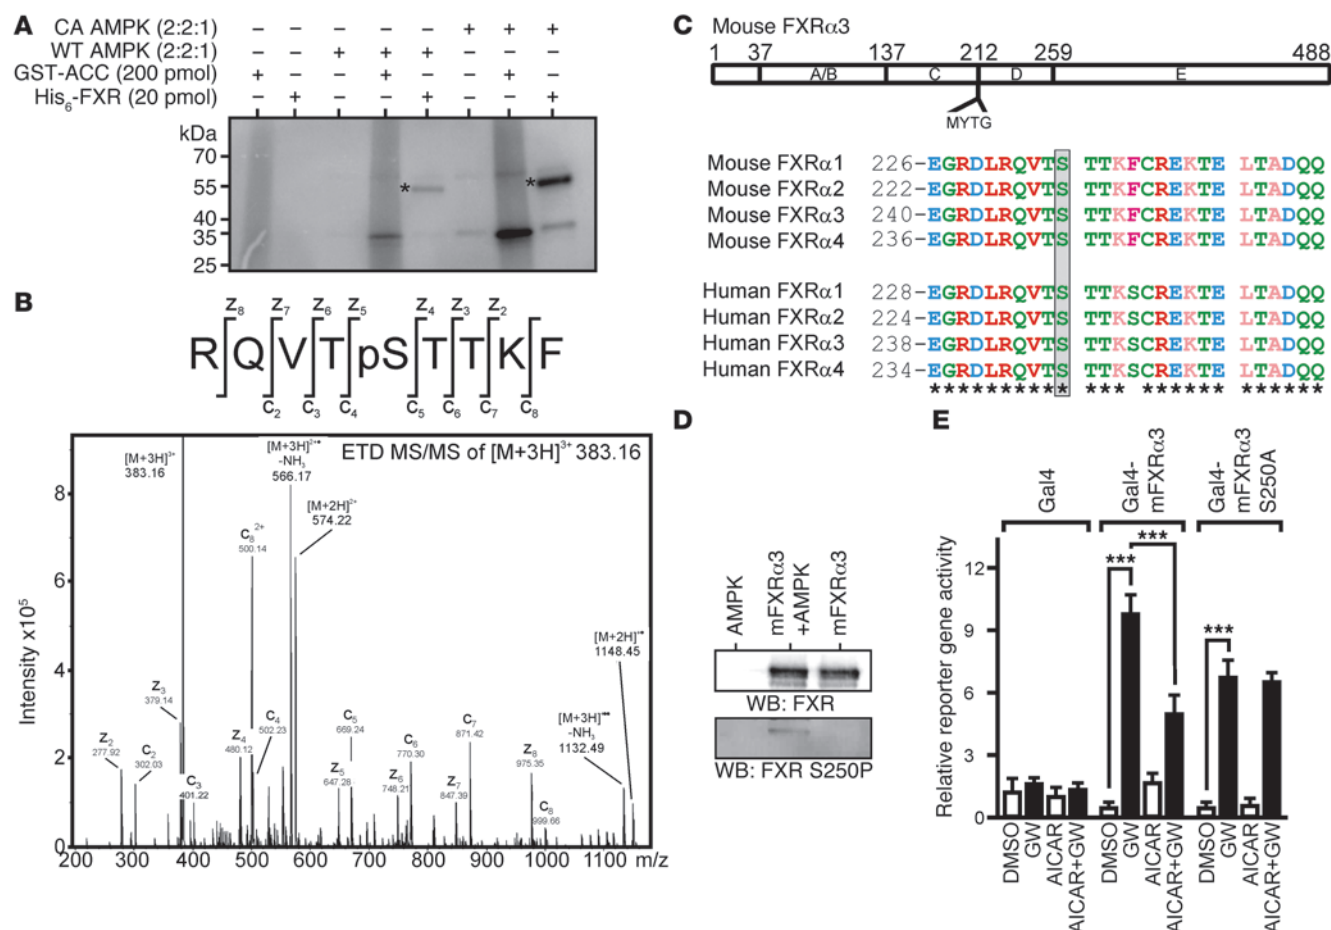 A
CA AMPK (2:2:1) – – – – – + + +
WT AMPK (2:2:1) – – + + + – – –
GST-ACC (200 pmol) + – – + – – + –
His6-FXR (20 pmol) – + – – + – – +
kDa
70
55
40
35
25
*
*
B
Z8 Z7 Z6 Z5 Z4 Z3 Z2
RQVTpSTTKF
C2 C3 C4 C5 C6 C7 C8
ETD MS/MS of [M+3H]3+ 383.16
[M+3H]3+
383.16
[M+3H]2+•
-NH3
566.17
[M+2H]2+
574.22
C8 2+
500.14
[M+2H]+•
1148.45
[M+3H]+••
-NH3
1132.49
Z2
277.92
C2
302.03
Z3
379.14
C3
401.22
Z4
480.12
C4
502.23
Z5
647.28
C5
669.24
Z6
748.21
C6
770.30
Z7
847.39
C7
871.42
Z8
975.35
C8
999.66
Intensity x10^5
8
6
4
2
0
200 300 400 500 600 700 800 900 1000 1100 m/z
C
Mouse FXRα3
1 37 137 212 259 488
A/B C D E
MYTG
Mouse FXRα1 226-EGRDLRQVTS TTKFCREKTE LTADQQ
Mouse FXRα2 222-EGRDLRQVTS TTKFCREKTE LTADQQ
Mouse FXRα3 240-EGRDLRQVTS TTKFCREKTE LTADQQ
Mouse FXRα4 236-EGRDLRQVTS TTKFCREKTE LTADQQ
Human FXRα1 228-EGRDLRQVTS TTKSCREKTE LTADQQ
Human FXRα2 224-EGRDLRQVTS TTKSCREKTE LTADQQ
Human FXRα3 238-EGRDLRQVTS TTKSCREKTE LTADQQ
Human FXRα4 234-EGRDLRQVTS TTKSCREKTE LTADQQ
********** *** ****** ******
D
AMPK
mFXRα3
+AMPK
mFXRα3
WB: FXR
WB: FXR S250P
E
Gal4
Gal4-
mFXRα3
Gal4-
mFXRα3
S250A
***
***
***
Relative reporter gene activity
12
9
6
3
0
DMSO
GW
AICAR
AICAR+GW
DMSO
GW
AICAR
AICAR+GW
DMSO
GW
AICAR
AICAR+GW